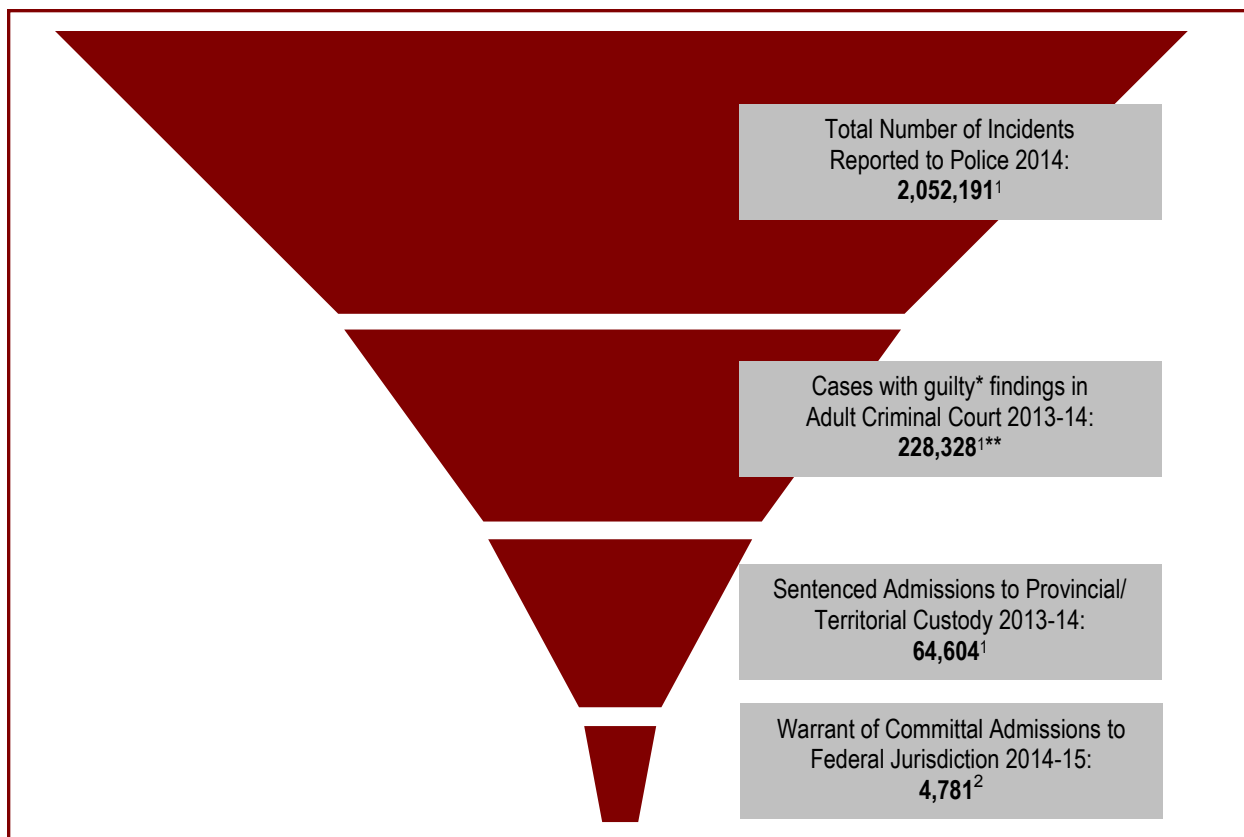 Total Number of Incidents
Reported to Police 2014:
2,052,191¹
Cases with guilty* findings in
Adult Criminal Court 2013-14:
228,328¹**
Sentenced Admissions to Provincial/
Territorial Custody 2013-14:
64,604¹
Warrant of Committal Admissions to
Federal Jurisdiction 2014-15:
4,781²